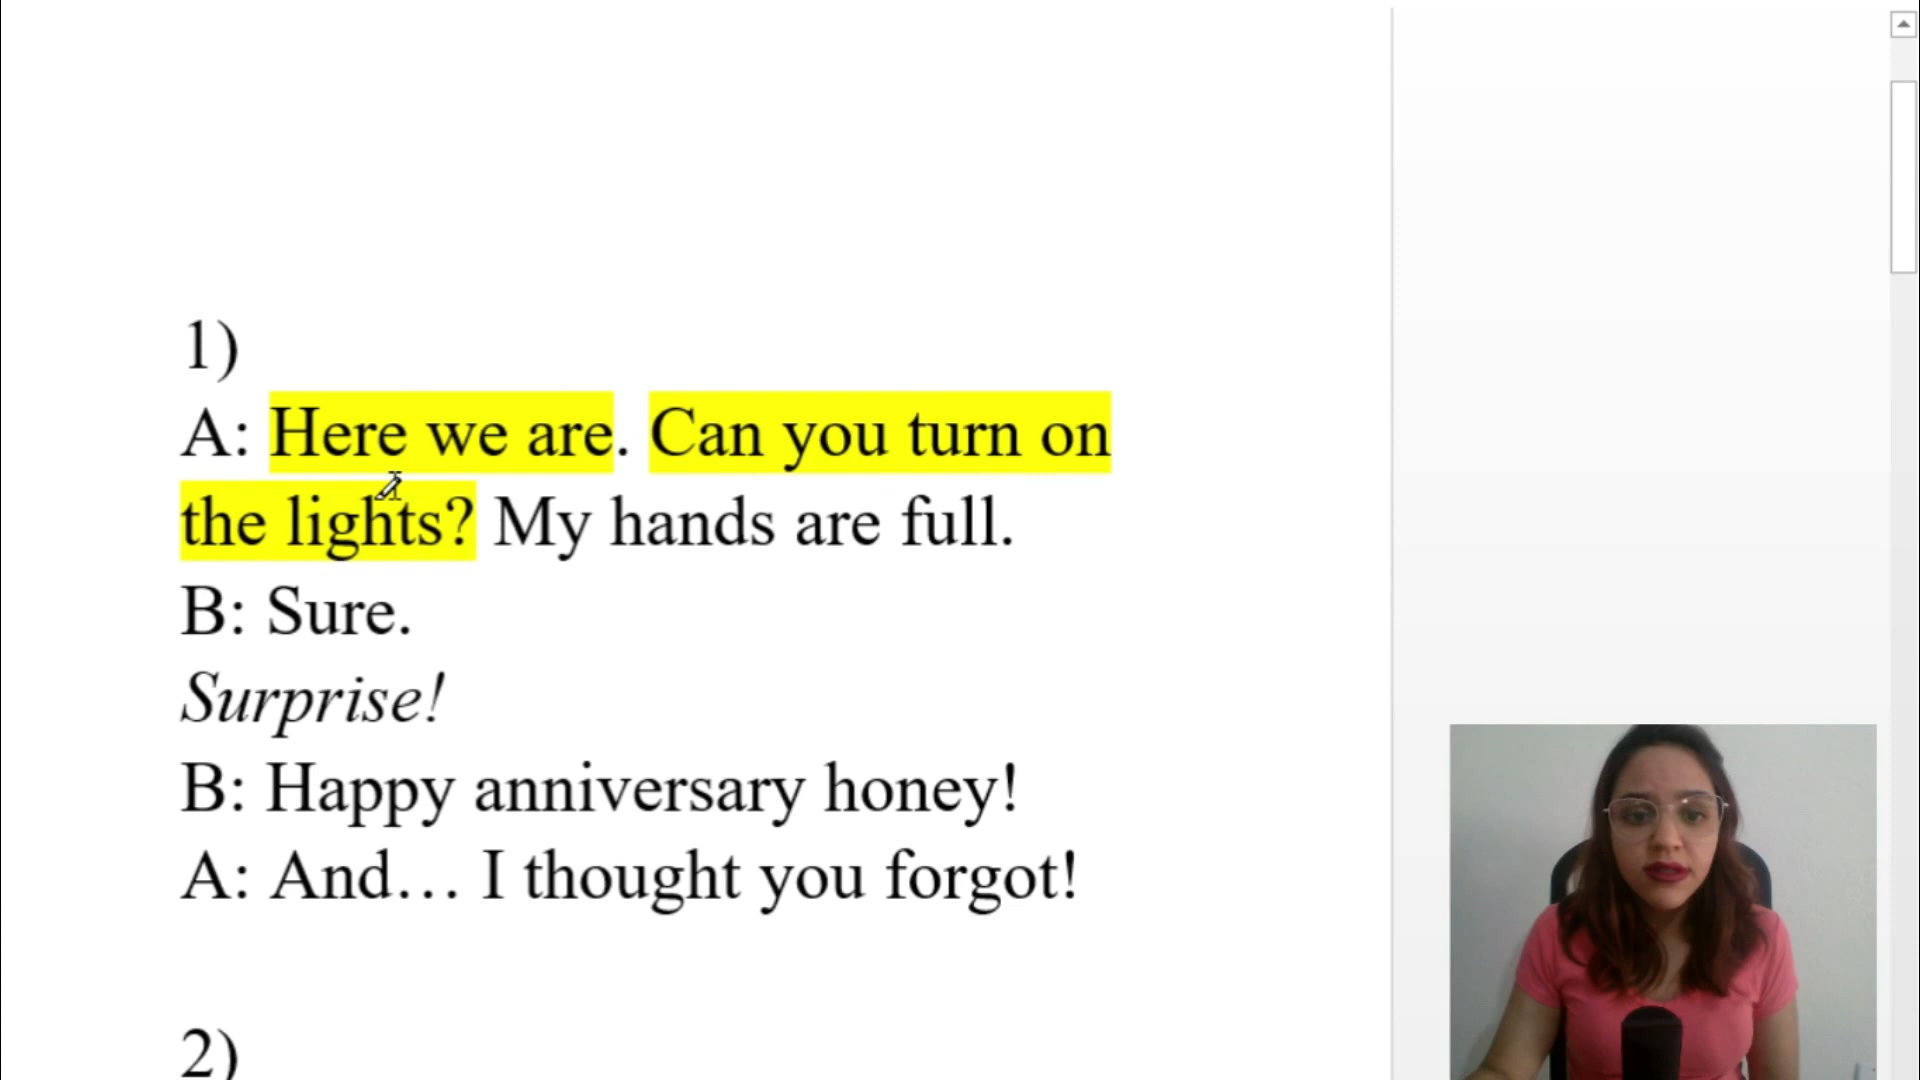 1)
A: Here we are. Can you turn on
the lights? My hands are full.
B: Sure.
Surprise!
B: Happy anniversary honey!
A: And… I thought you forgot!
2)